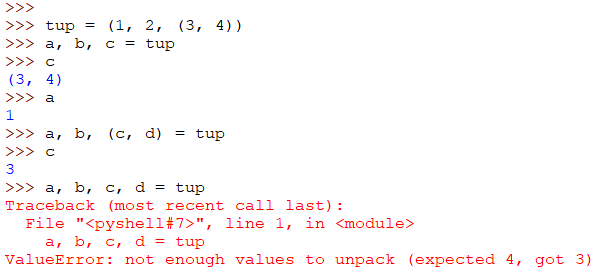 >>>
>>> tup = (1, 2, (3, 4))
>>> a, b, c = tup
>>> c
(3, 4)
>>> a
1
>>> a, b, (c, d) = tup
>>> c
3
>>> a, b, c, d = tup
Traceback (most recent call last):
  File "<pyshell#7>", line 1, in <module>
    a, b, c, d = tup
ValueError: not enough values to unpack (expected 4, got 3)